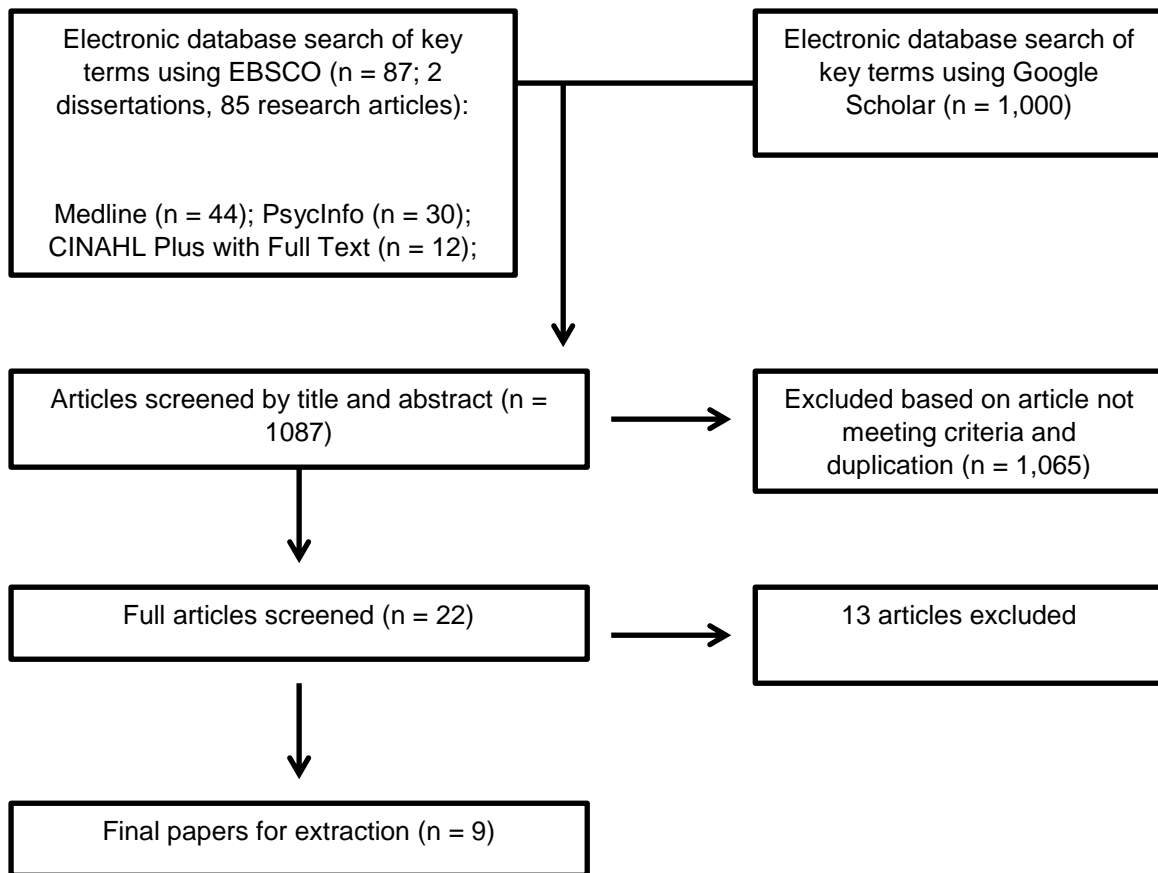 Electronic database search of key
terms using EBSCO (n = 87; 2
dissertations, 85 research articles):
Medline (n = 44); PsycInfo (n = 30);
CINAHL Plus with Full Text (n = 12);
Electronic database search of
key terms using Google
Scholar (n = 1,000)
Articles screened by title and abstract (n =
1087)
Excluded based on article not
meeting criteria and
duplication (n = 1,065)
Full articles screened (n = 22)
13 articles excluded
Final papers for extraction (n = 9)